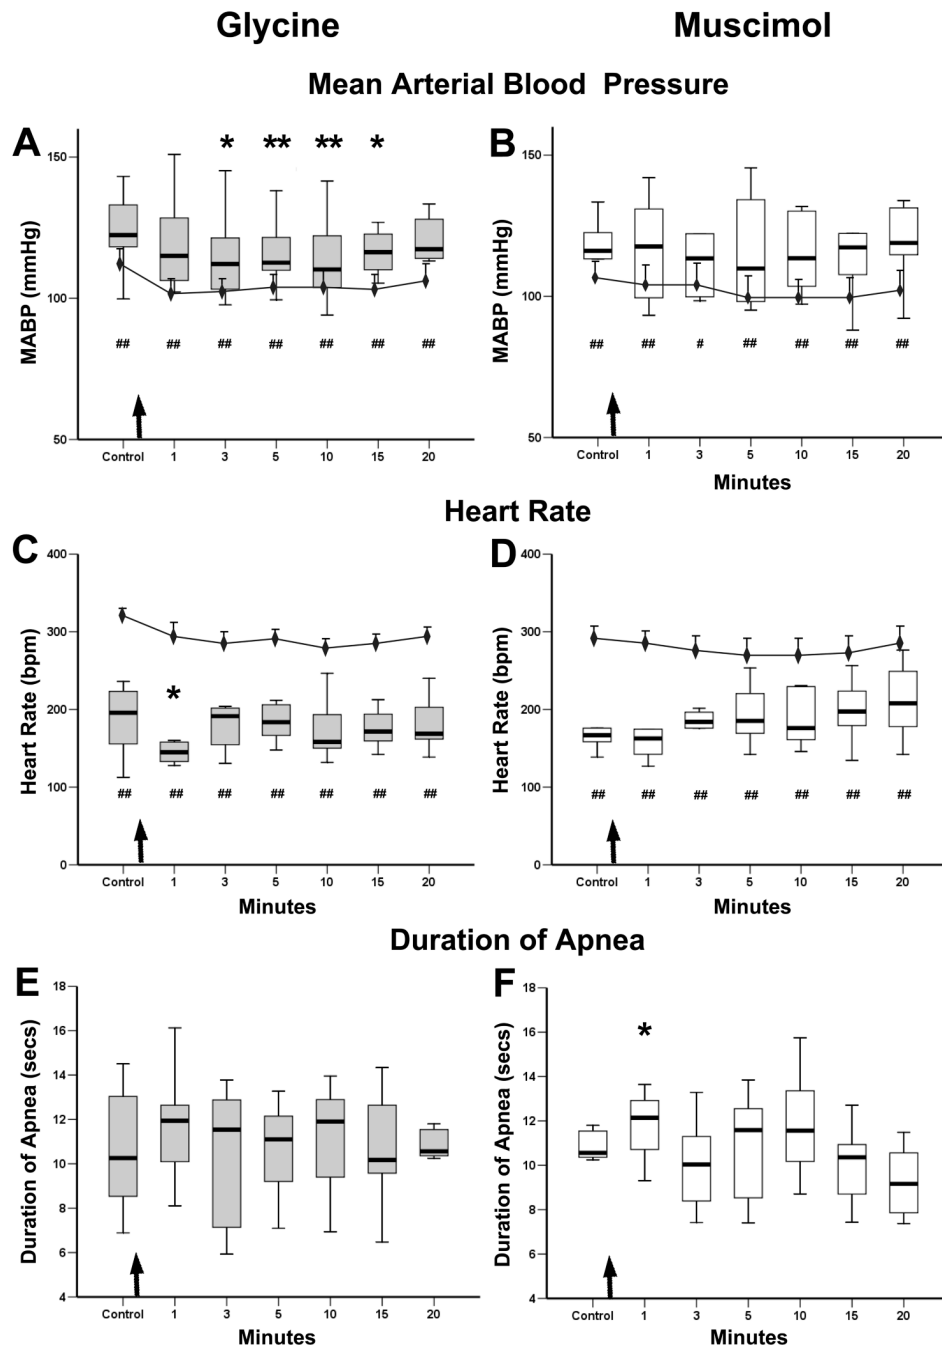 Glycine Muscimol
Mean Arterial Blood Pressure
A B
* ** ** *
150 150
MABP (mmHg) MABP (mmHg)
100 100
## ## ## ## ## ## ## ## ## # ## ## ## ##
50 50
Control 1 3 5 10 15 20 Control 1 3 5 10 15 20
Minutes
Heart Rate
C D
400 400
300 300
Heart Rate (bpm) Heart Rate (bpm)
*
200 200
100 100
## ## ## ## ## ## ## ## ## ## ## ## ## ##
0 0
Control 1 3 5 10 15 20 Control 1 3 5 10 15 20
Minutes Minutes
Duration of Apnea
E F
18 18
16 16
*
14 14
Duration of Apnea (secs) Duration of Apnea (secs)
12 12
10 10
8 8
6 6
4 4
Control 1 3 5 10 15 20 Control 1 3 5 10 15 20
Minutes Minutes